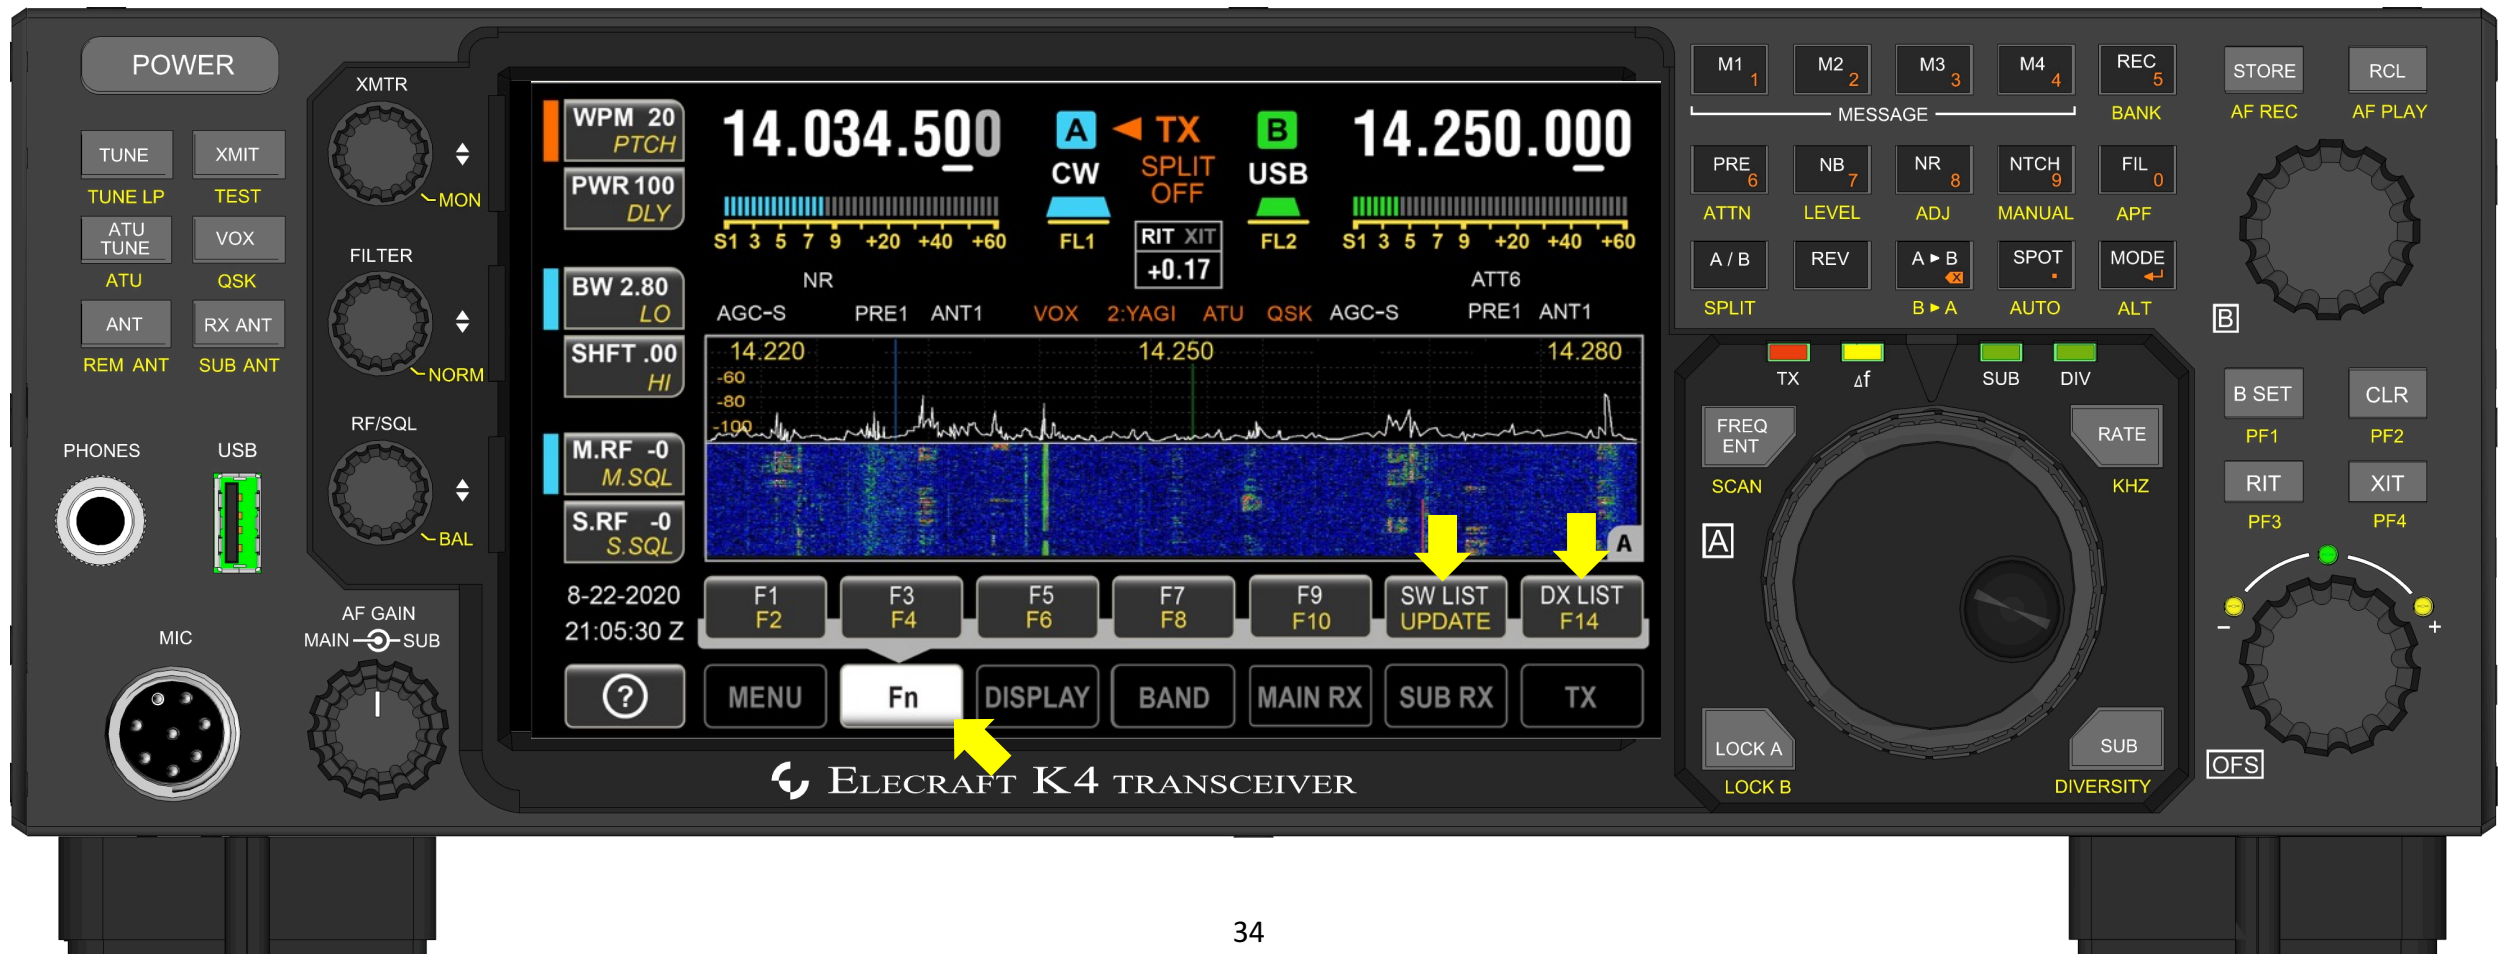 POWER
TUNE
XMIT
TUNE LP
TEST
ATU
TUNE
VOX
ATU
QSK
ANT
RX ANT
REM ANT
SUB ANT
PHONES
USB
MIC
XMTR
MON
FILTER
NORM
RF/SQL
BAL
AF GAIN
MAIN
SUB
WPM 20
PTCH
PWR 100
DLY
BW 2.80
LO
SHFT .00
HI
M.RF -0
M.SQL
S.RF -0
S.SQL
8-22-2020
21:05:30 Z
14.034.500
A
TX
B
14.250.000
CW
SPLIT
OFF
USB
S1 3 5 7 9 +20 +40 +60
FL1
RIT XIT
+0.17
FL2
S1 3 5 7 9 +20 +40 +60
NR
ATT6
AGC-S
PRE1
ANT1
VOX
2:YAGI
ATU
QSK
AGC-S
PRE1
ANT1
14.220
14.250
14.280
-60
-80
-100
A
F1
F2
F3
F4
F5
F6
F7
F8
F9
F10
SW LIST
UPDATE
DX LIST
F14
?
MENU
Fn
DISPLAY
BAND
MAIN RX
SUB RX
TX
ELECRAFT K4 TRANSCEIVER
M1 1
M2 2
M3 3
M4 4
REC 5
MESSAGE
BANK
PRE 6
NB 7
NR 8
NTCH 9
FIL 0
ATTN
LEVEL
ADJ
MANUAL
APF
A / B
REV
A ► B
SPOT
MODE
SPLIT
B ► A
AUTO
ALT
STORE
RCL
AF REC
AF PLAY
B
TX
Δf
SUB
DIV
FREQ
ENT
RATE
SCAN
KHZ
A
LOCK A
SUB
LOCK B
DIVERSITY
B SET
CLR
PF1
PF2
RIT
XIT
PF3
PF4
−
+
OFS
34